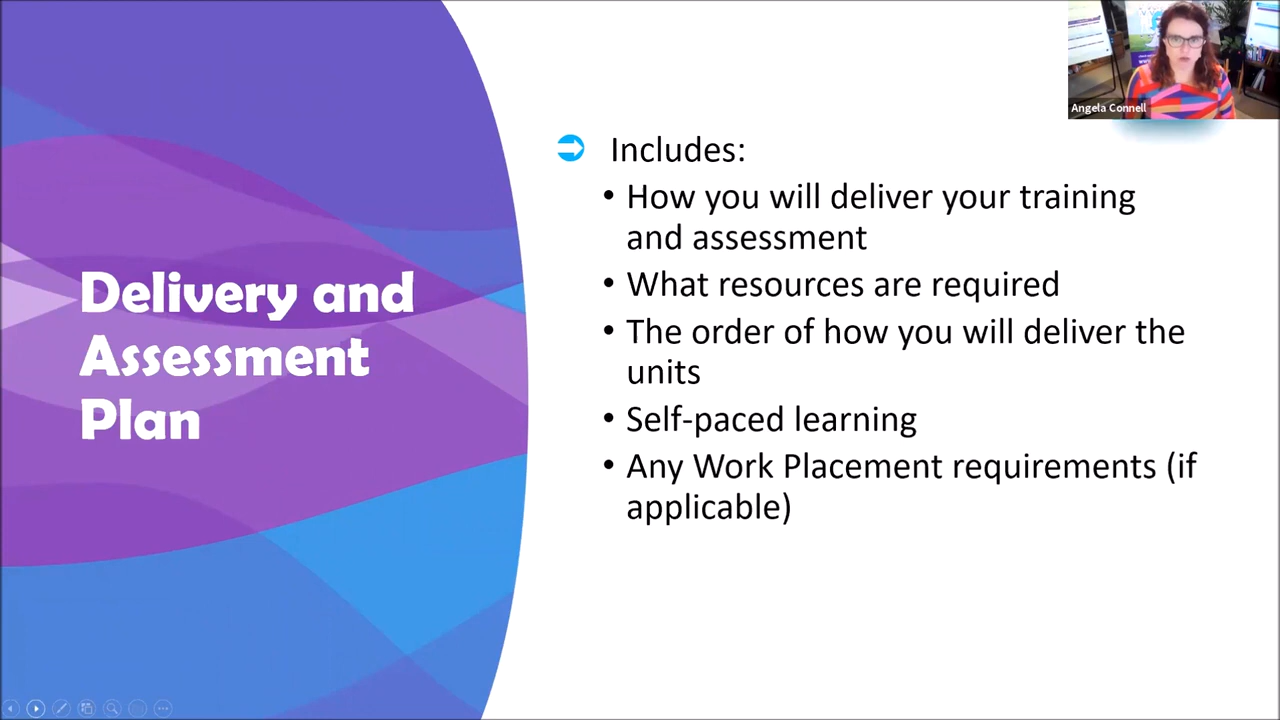 Angela Connell
Delivery and
Assessment
Plan
Includes:
• How you will deliver your training
and assessment
• What resources are required
• The order of how you will deliver the
units
• Self-paced learning
• Any Work Placement requirements (if
applicable)